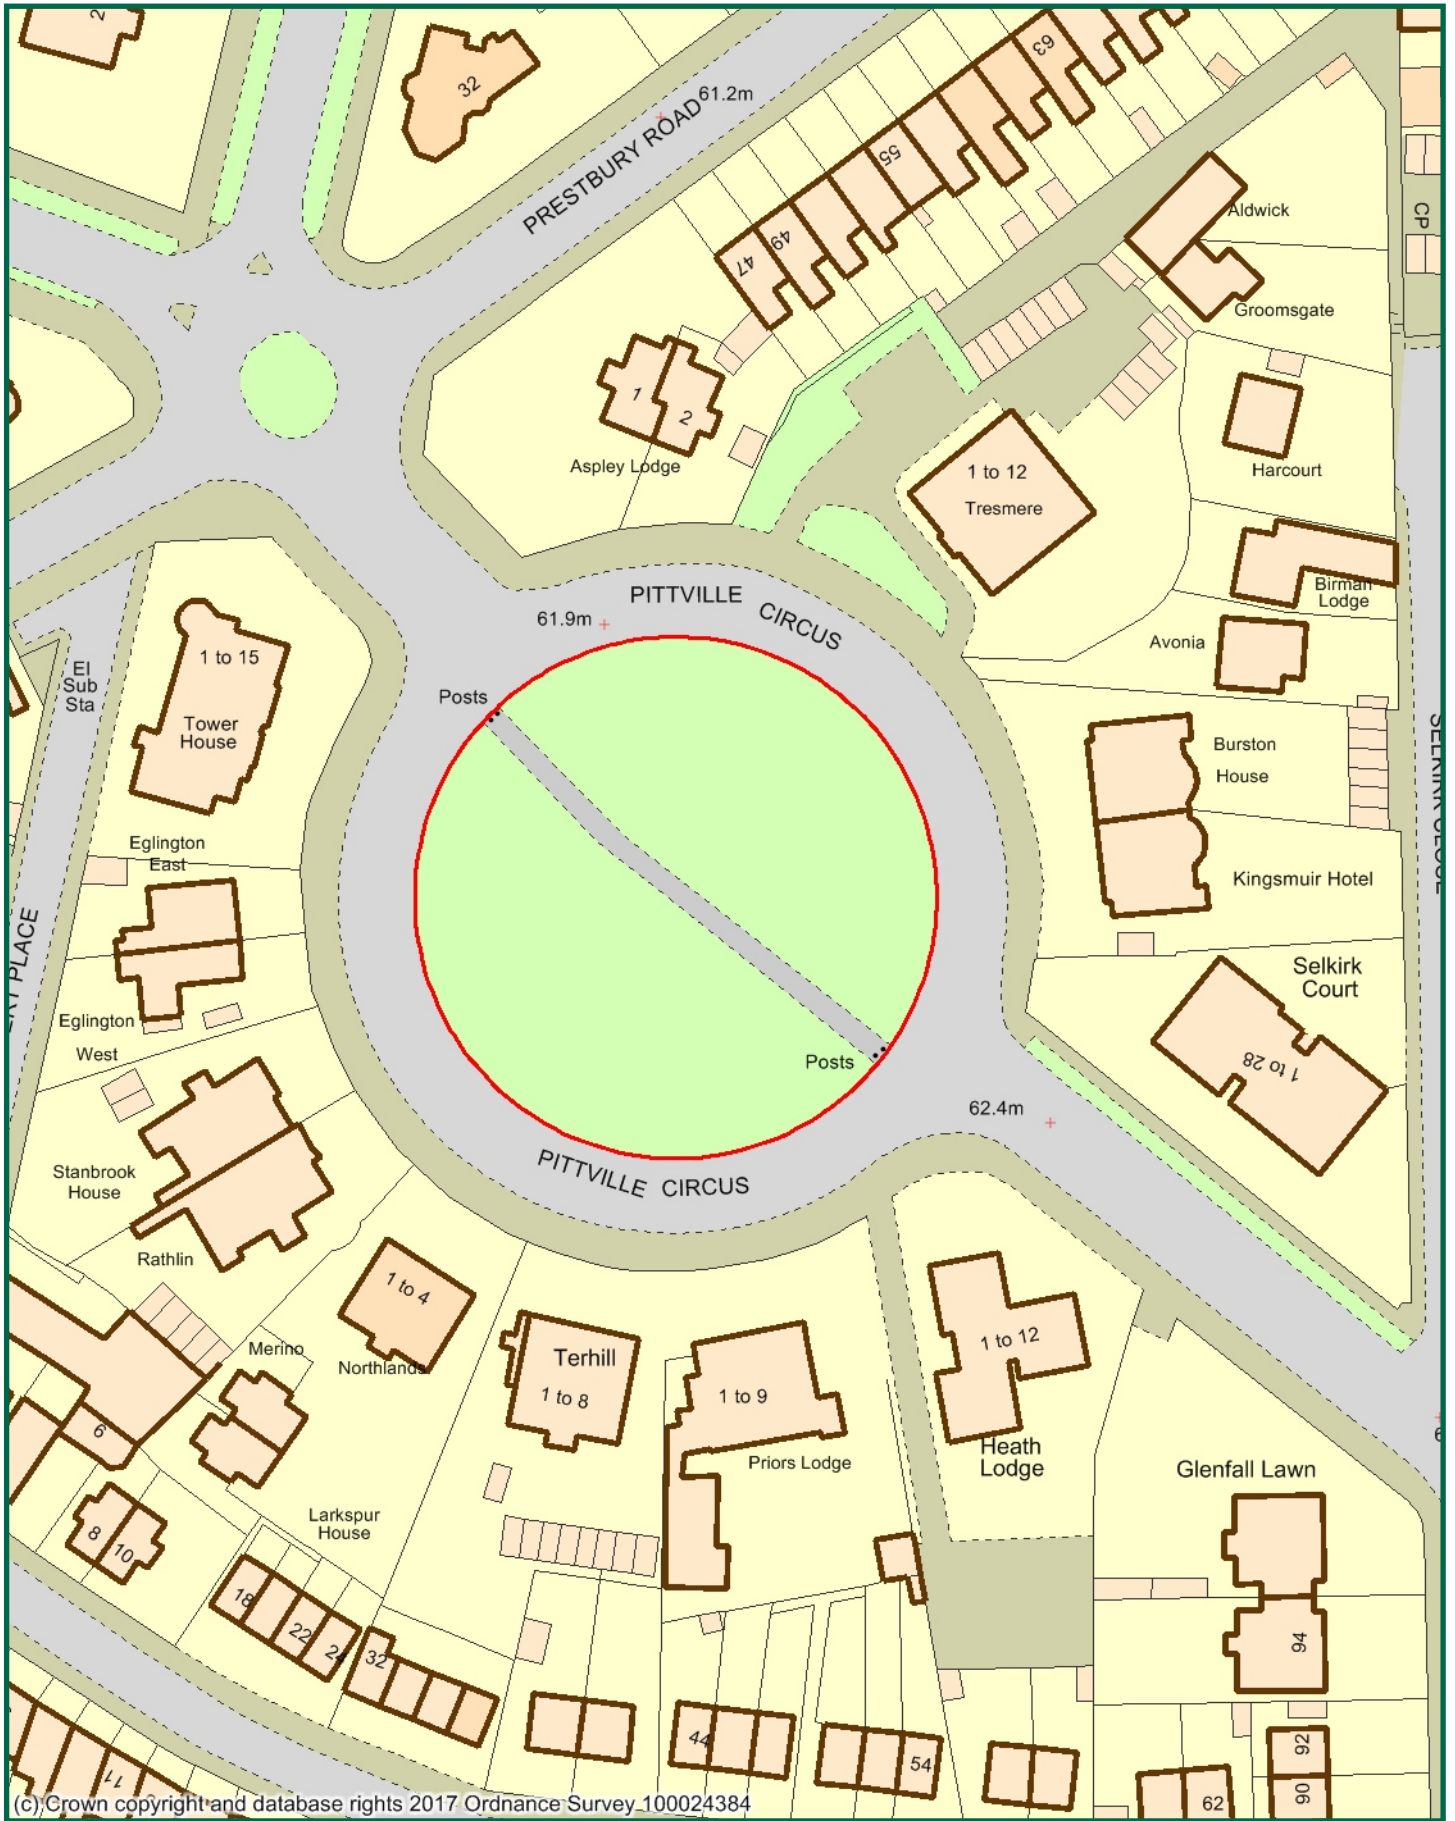 2
32
63
61.2m
PRESTBURY ROAD
55
49
47
Aldwick
CP
Groomsgate
1
2
Aspley Lodge
1 to 12
Tresmere
Harcourt
Birman
Lodge
PITTVILLE
CIRCUS
61.9m
Avonia
1 to 15
Tower
House
El
Sub
Sta
Posts
Burston
House
SELKIRK CLOSE
Eglington
East
Kingsmuir Hotel
PLACE
Selkirk
Court
1 to 28
Eglington
West
Posts
62.4m
PITTVILLE CIRCUS
Stanbrook
House
Rathlin
1 to 4
Northlands
Merino
Terhill
1 to 8
1 to 9
Priors Lodge
1 to 12
Heath
Lodge
Glenfall Lawn
6
Larkspur
House
8
10
18
22
24
32
94
44
54
92
90
62
11
(c) Crown copyright and database rights 2017 Ordnance Survey 100024384